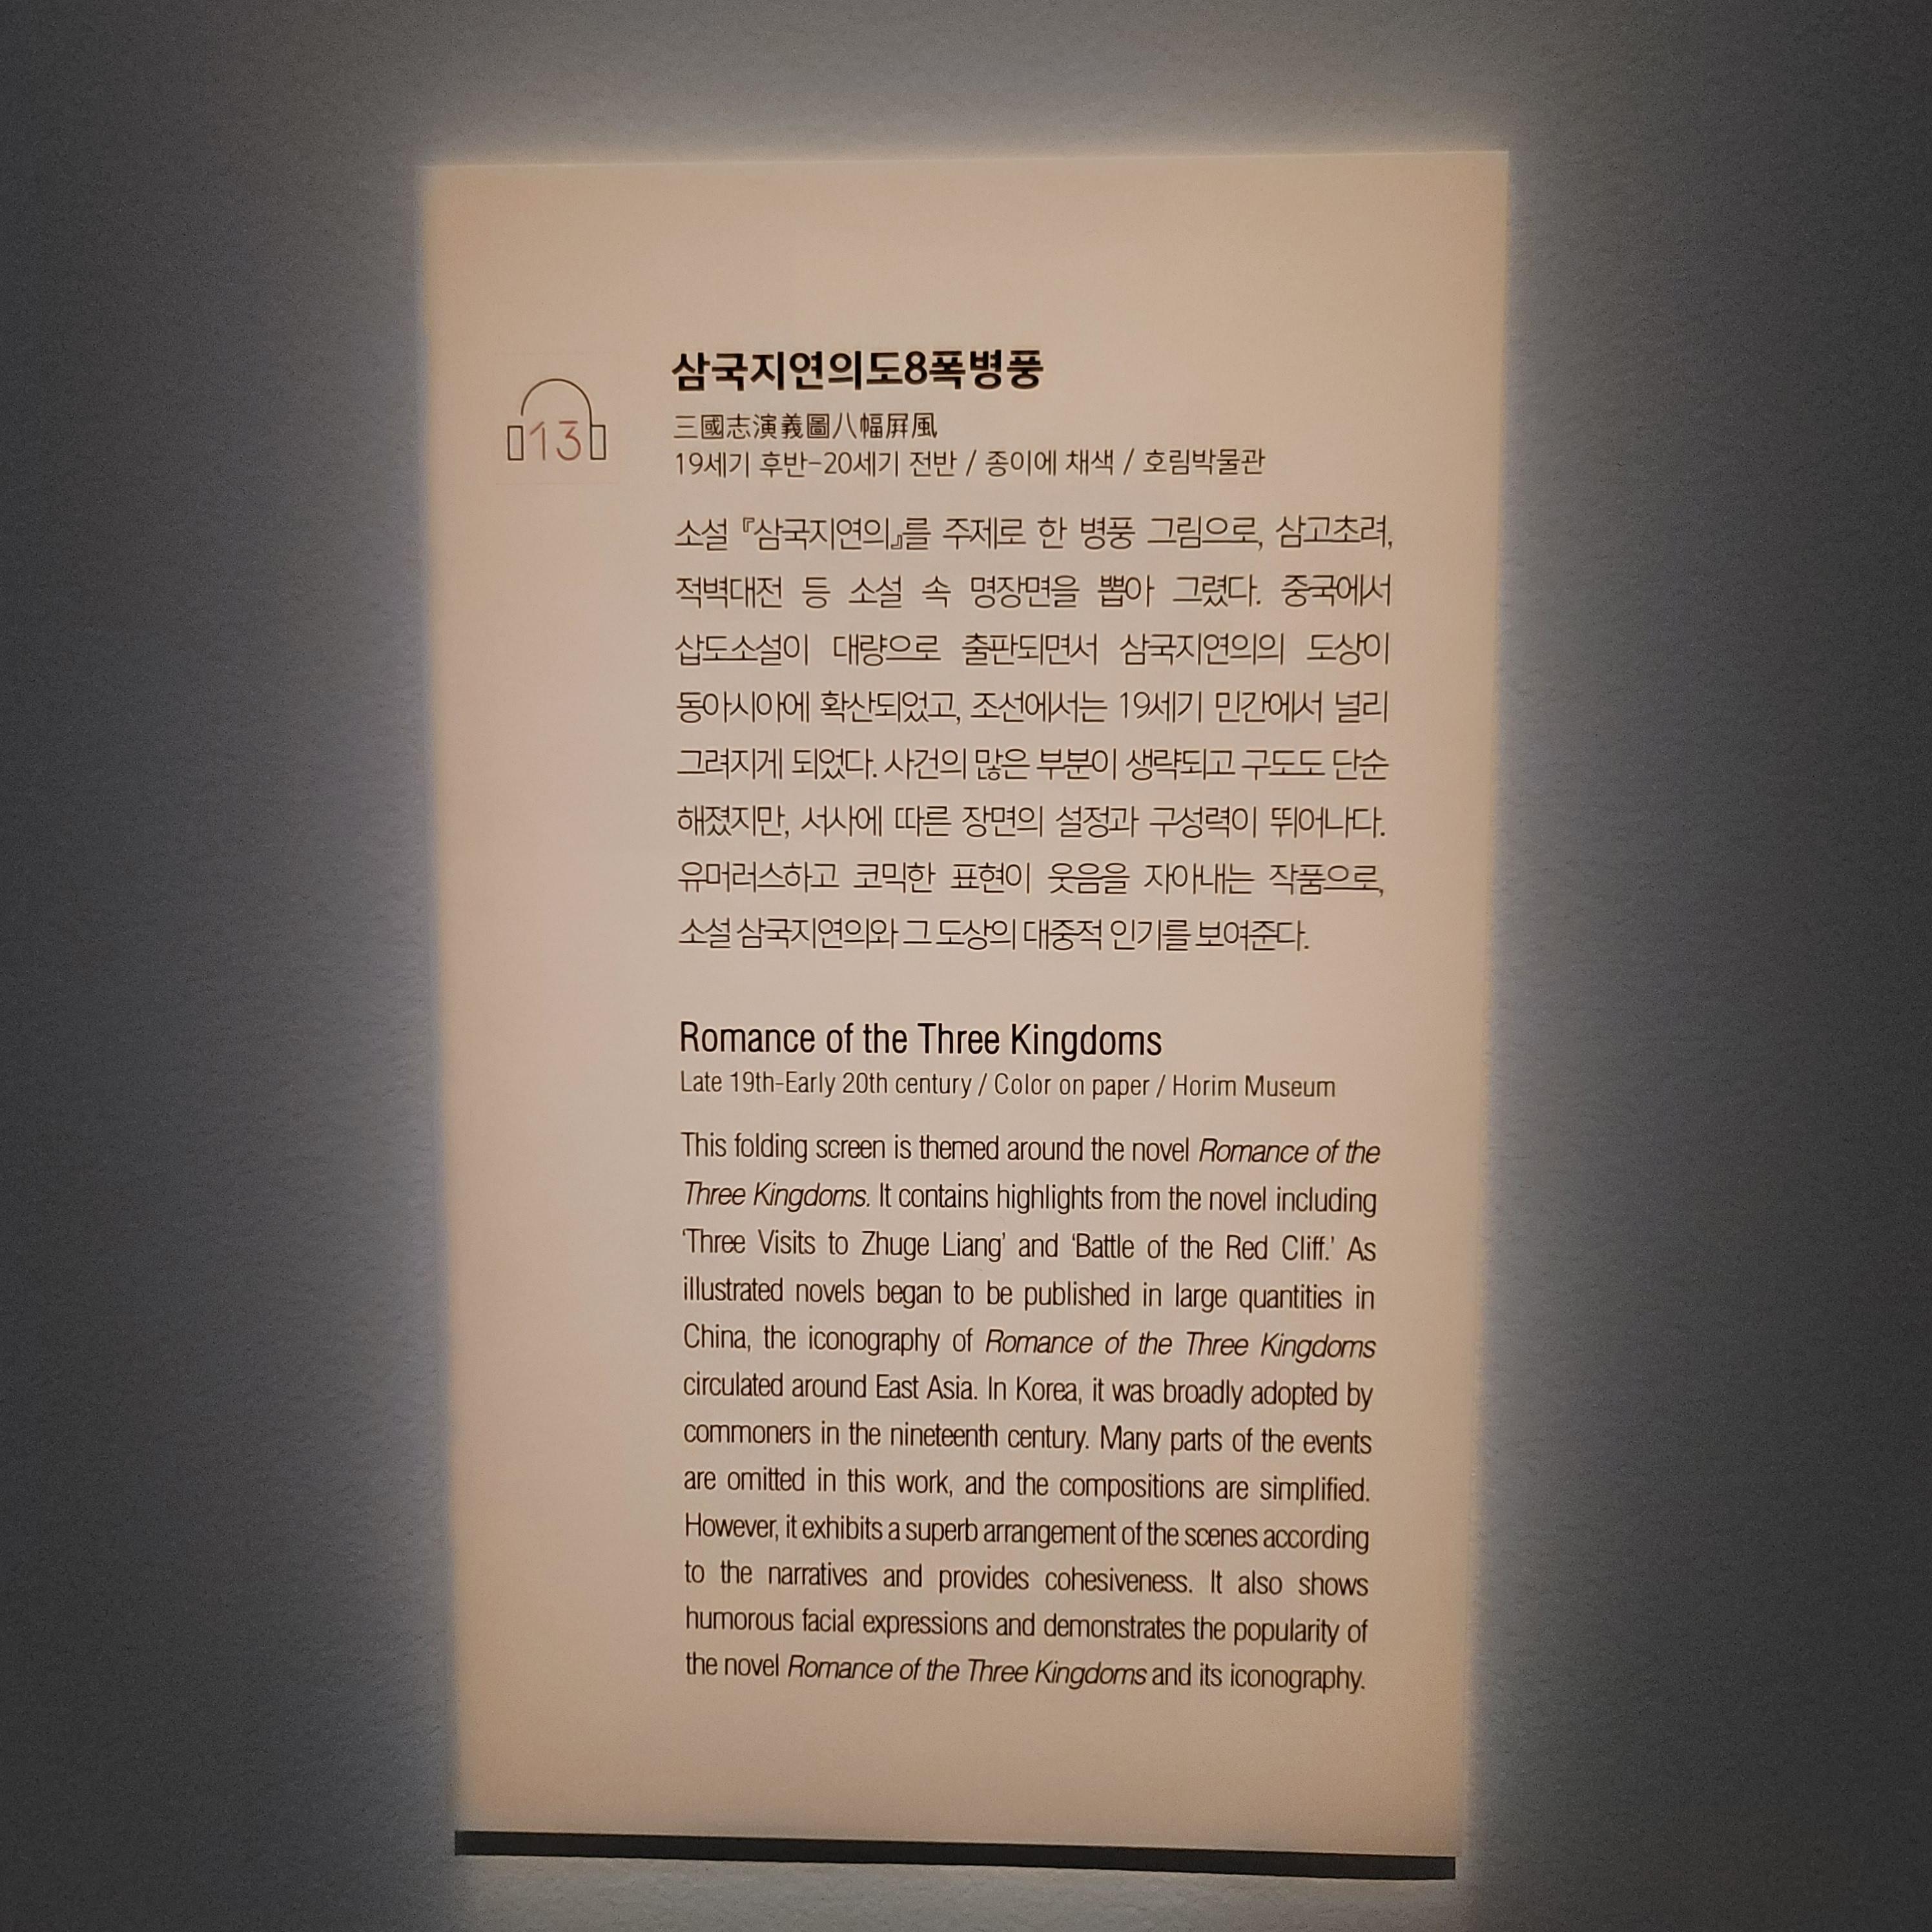 13
삼국지연의도8폭병풍
三國志演義圖八幅屛風
19세기 후반-20세기 전반 / 종이에 채색 / 호림박물관
소설 『삼국지연의』를 주제로 한 병풍 그림으로, 삼고초려,
적벽대전 등 소설 속 명장면을 뽑아 그렸다. 중국에서
삽도소설이 대량으로 출판되면서 삼국지연의의 도상이
동아시아에 확산되었고, 조선에서는 19세기 민간에서 널리
그려지게 되었다. 사건의 많은 부분이 생략되고 구도도 단순
해졌지만, 서사에 따른 장면의 설정과 구성력이 뛰어나다.
유머러스하고 코믹한 표현이 웃음을 자아내는 작품으로,
소설 삼국지연의와 그 도상의 대중적 인기를 보여준다.
Romance of the Three Kingdoms
Late 19th-Early 20th century / Color on paper / Horim Museum
This folding screen is themed around the novel Romance of the
Three Kingdoms. It contains highlights from the novel including
‘Three Visits to Zhuge Liang’ and ‘Battle of the Red Cliff.’ As
illustrated novels began to be published in large quantities in
China, the iconography of Romance of the Three Kingdoms
circulated around East Asia. In Korea, it was broadly adopted by
commoners in the nineteenth century. Many parts of the events
are omitted in this work, and the compositions are simplified.
However, it exhibits a superb arrangement of the scenes according
to the narratives and provides cohesiveness. It also shows
humorous facial expressions and demonstrates the popularity of
the novel Romance of the Three Kingdoms and its iconography.